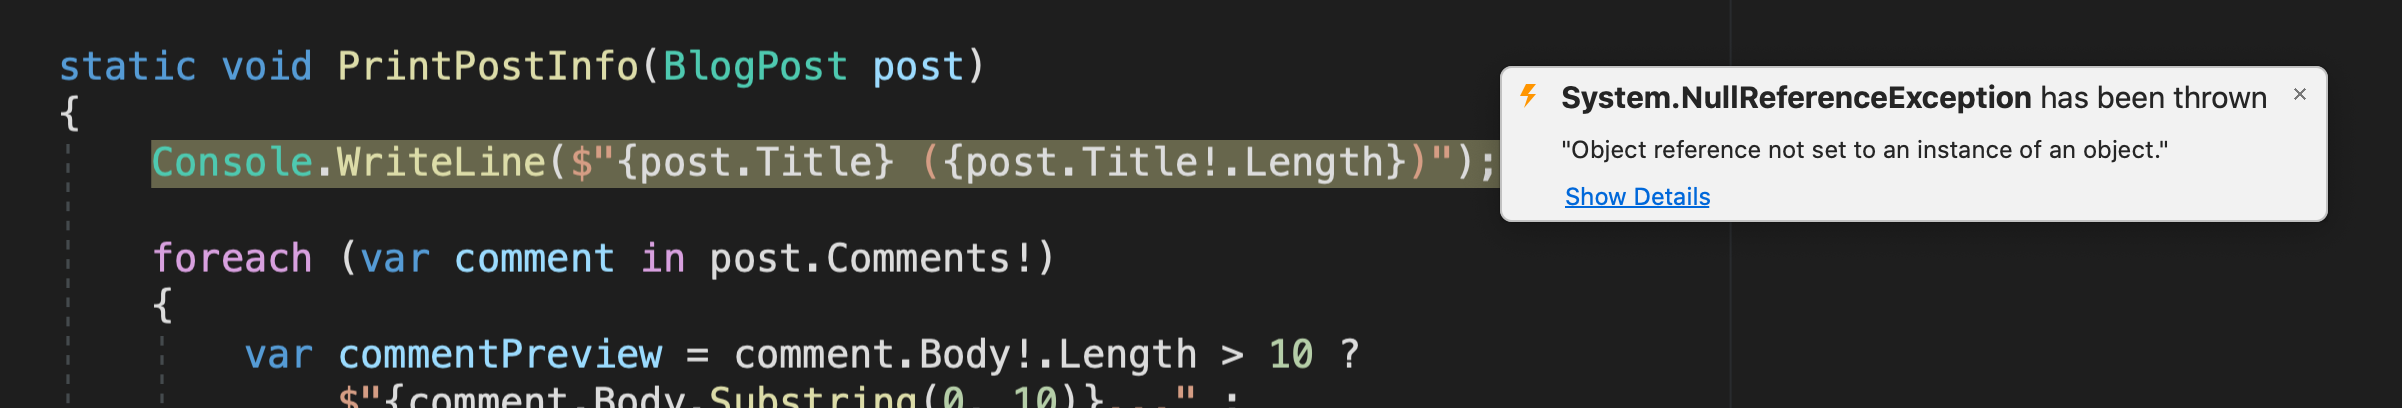 static void PrintPostInfo(BlogPost post)
{
Console.WriteLine($"{post.Title} ({post.Title!.Length})");
System.NullReferenceException has been thrown ×
"Object reference not set to an instance of an object."
Show Details
foreach (var comment in post.Comments!)
{
var commentPreview = comment.Body!.Length > 10 ?
$"{comment.Body.Substring(0, 10)}..." :